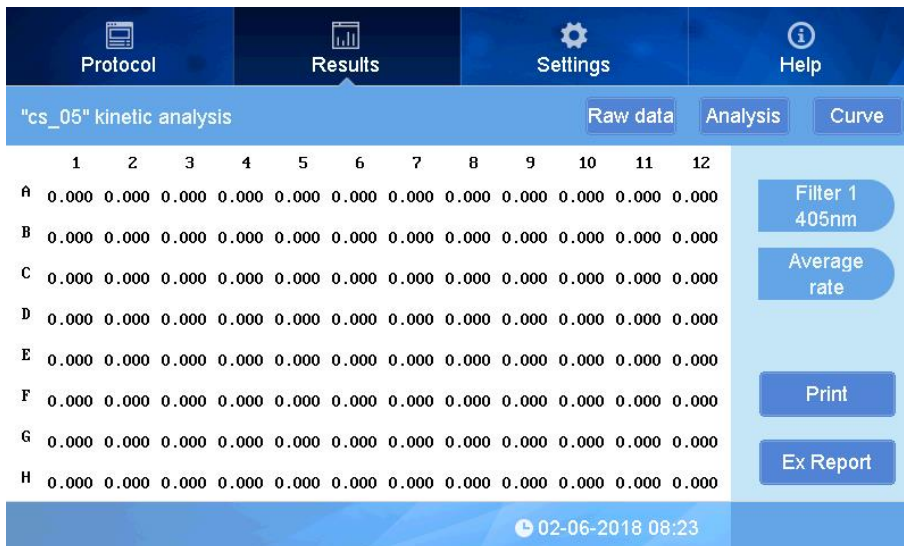 Protocol Results Settings Help
"cs_05" kinetic analysis Raw data Analysis Curve
1 2 3 4 5 6 7 8 9 10 11 12
A 0.000 0.000 0.000 0.000 0.000 0.000 0.000 0.000 0.000 0.000 0.000 0.000
B 0.000 0.000 0.000 0.000 0.000 0.000 0.000 0.000 0.000 0.000 0.000 0.000
C 0.000 0.000 0.000 0.000 0.000 0.000 0.000 0.000 0.000 0.000 0.000 0.000
D 0.000 0.000 0.000 0.000 0.000 0.000 0.000 0.000 0.000 0.000 0.000 0.000
E 0.000 0.000 0.000 0.000 0.000 0.000 0.000 0.000 0.000 0.000 0.000 0.000
F 0.000 0.000 0.000 0.000 0.000 0.000 0.000 0.000 0.000 0.000 0.000 0.000
G 0.000 0.000 0.000 0.000 0.000 0.000 0.000 0.000 0.000 0.000 0.000 0.000
H 0.000 0.000 0.000 0.000 0.000 0.000 0.000 0.000 0.000 0.000 0.000 0.000
Filter 1
405nm
Average
rate
Print
Ex Report
02-06-2018 08:23